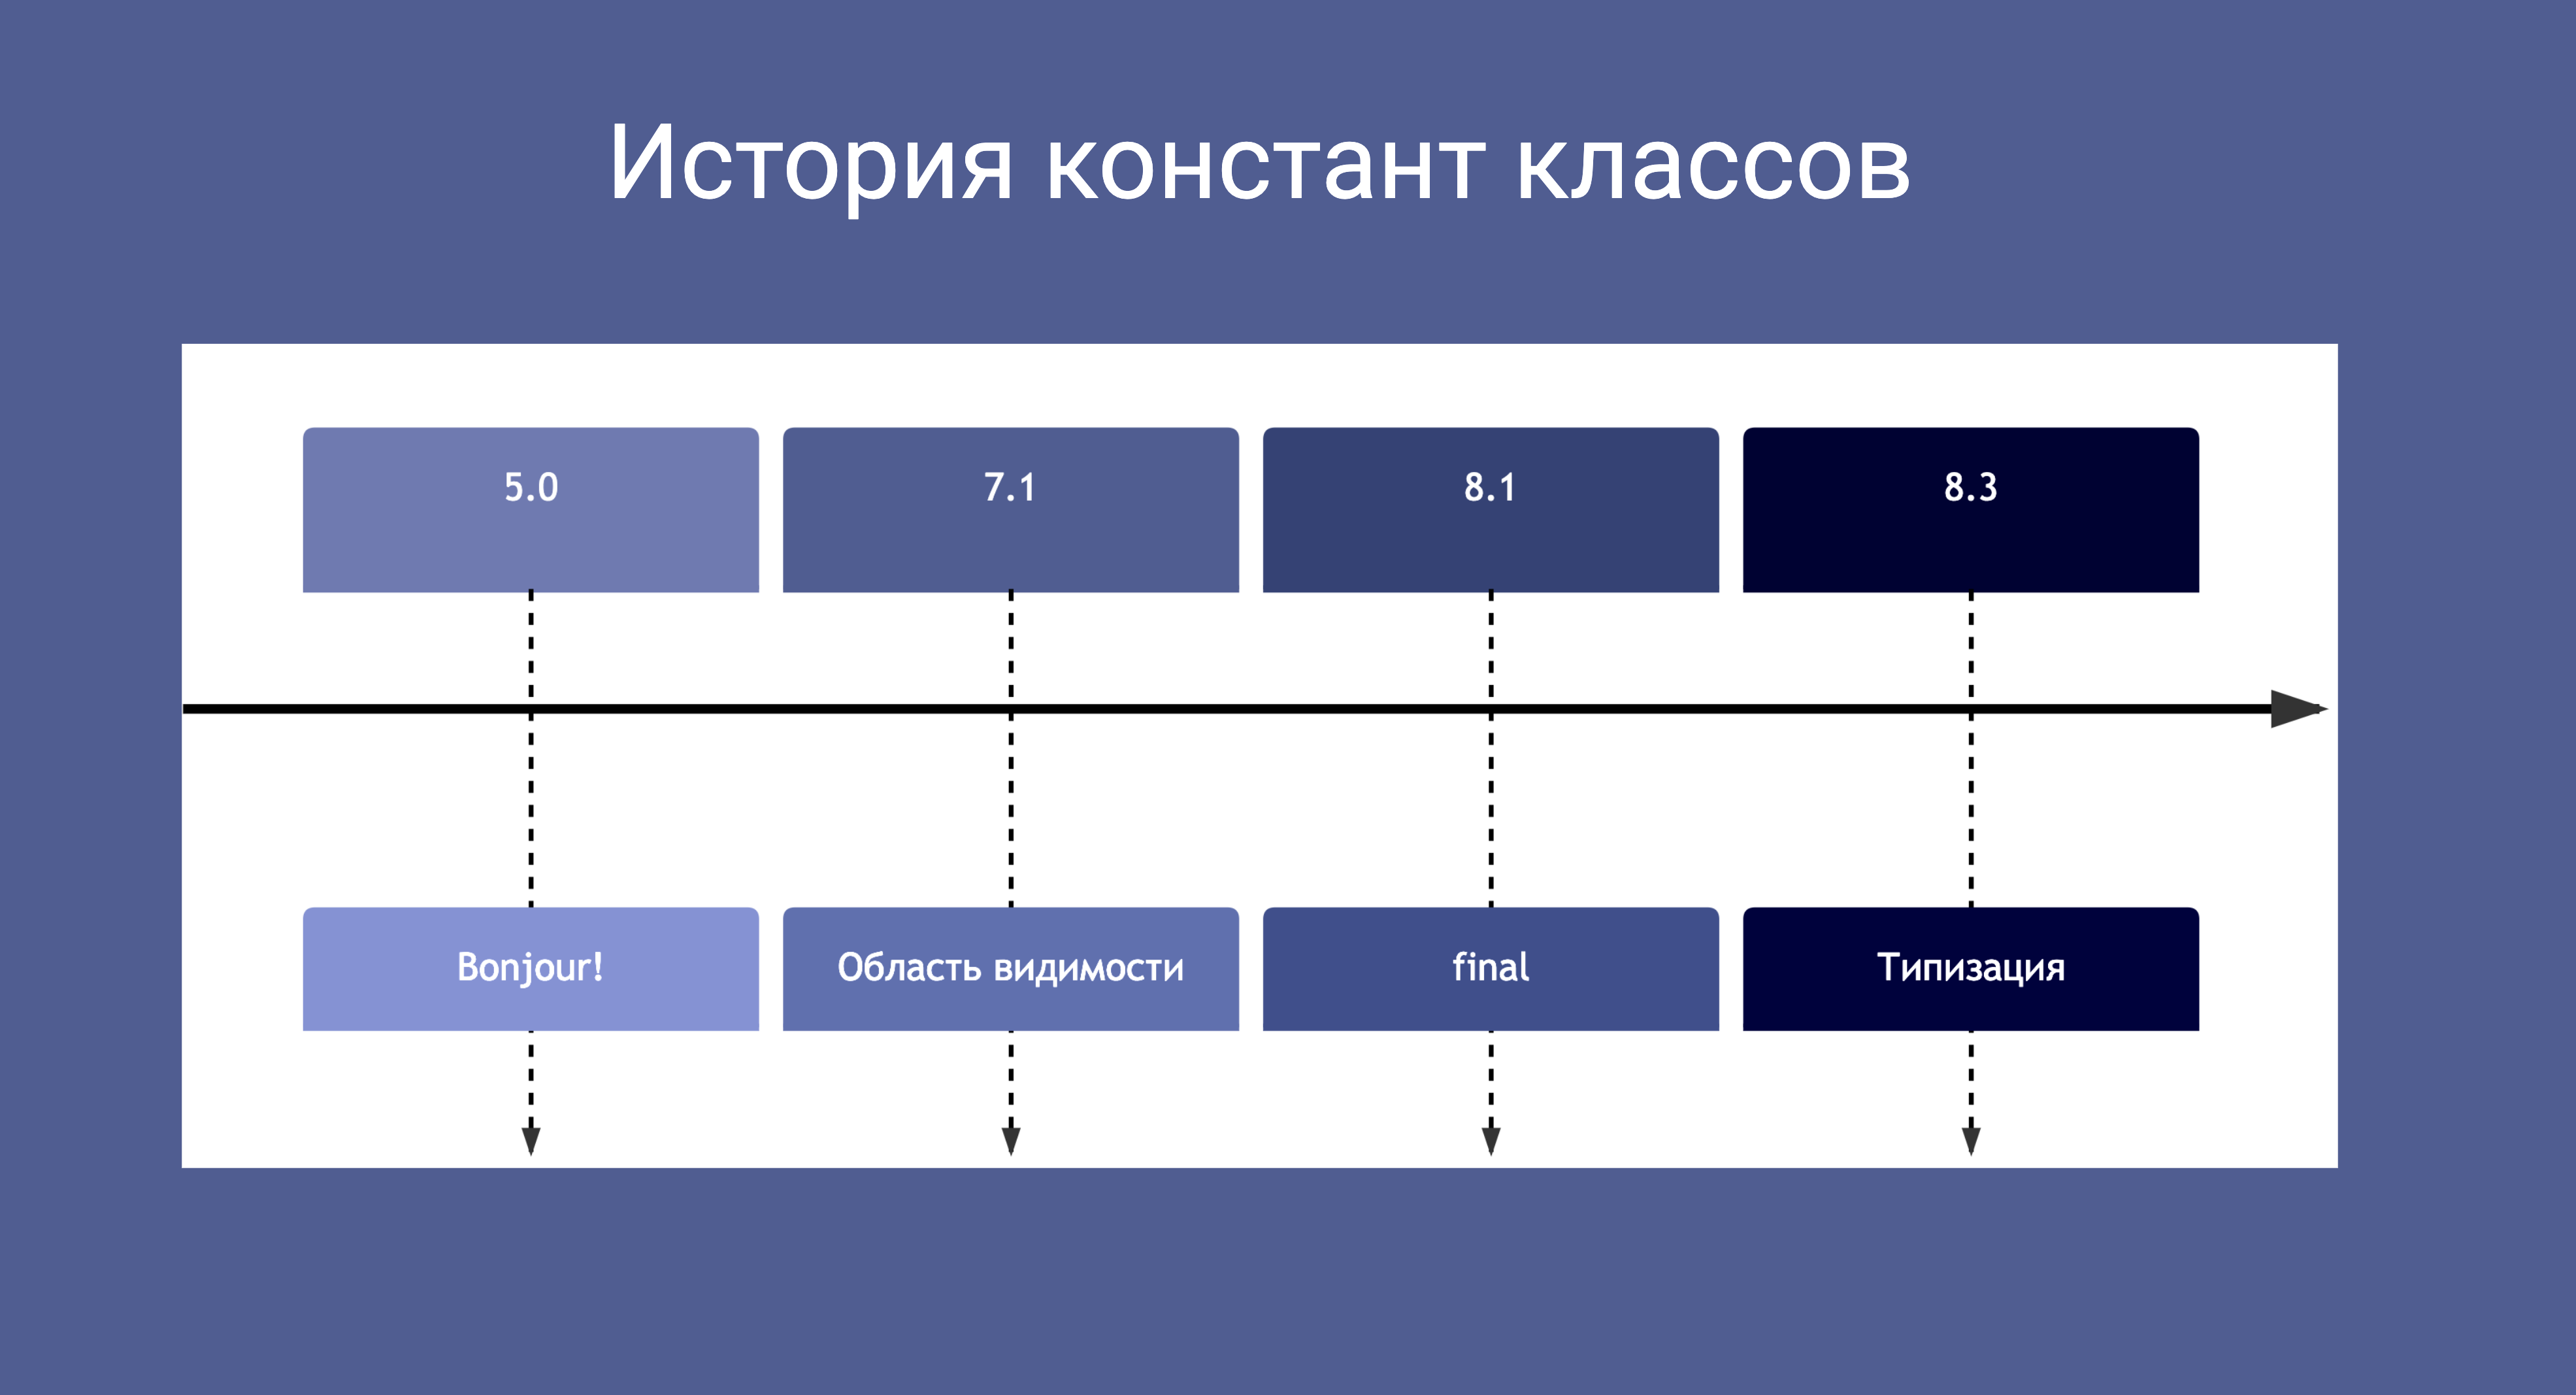 История констант классов
5.0
7.1
8.1
8.3
Bonjour!
Область видимости
final
Типизация